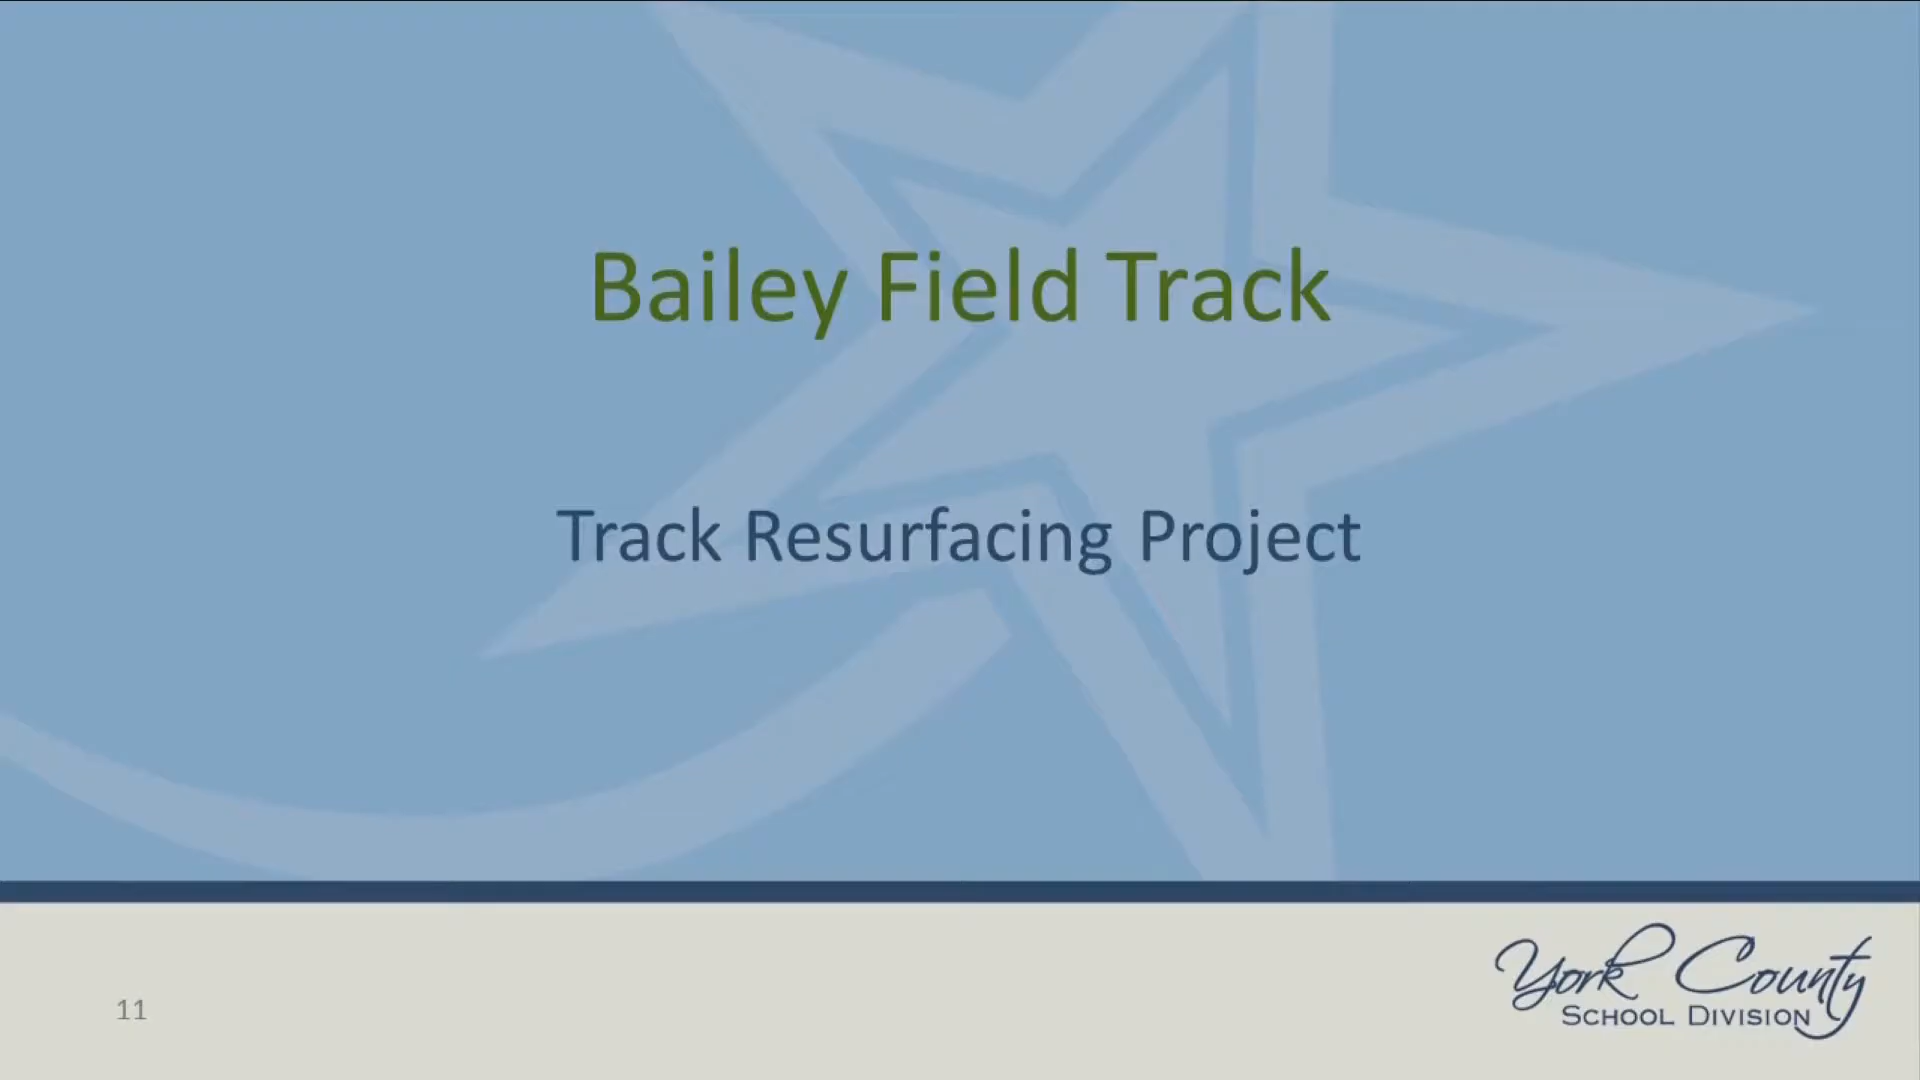 Bailey Field Track
Track Resurfacing Project
11
York County
SCHOOL DIVISION